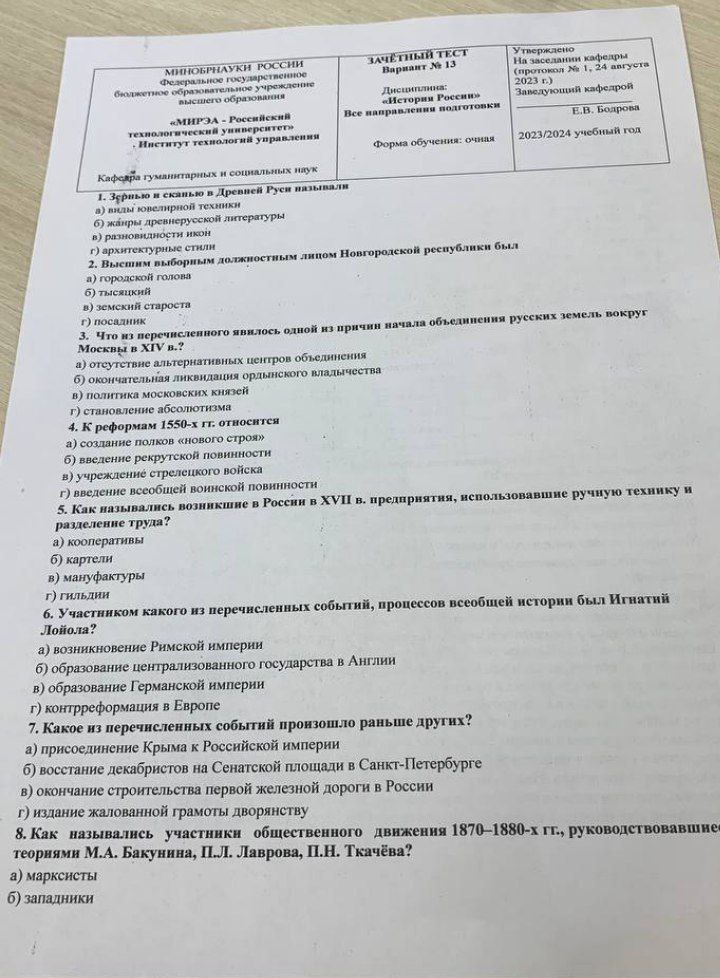 МИНОБРНАУКИ РОССИИ
Федеральное государственное
бюджетное образовательное учреждение
высшего образования
«МИРЭА - Российский
технологический университет»
Институт технологий управления
Кафедра гуманитарных и социальных наук
ЗАЧЁТНЫЙ ТЕСТ
Вариант № 13
Дисциплина:
«История России»
Все направления подготовки
Форма обучения: очная
Утверждено
На заседании кафедры
(протокол № 1, 24 августа
2023 г.)
Заведующий кафедрой
Е.В. Бодрова
2023/2024 учебный год
1. Зернью и сканью в Древней Руси называли
а) виды ювелирной техники
б) жанры древнерусской литературы
в) разновидности икон
г) архитектурные стили
2. Высшим выборным должностным лицом Новгородской республики был
а) городской голова
б) тысяцкий
в) земский староста
г) посадник
3. Что из перечисленного явилось одной из причин начала объединения русских земель вокруг
Москвы в XIV в.?
а) отсутствие альтернативных центров объединения
б) окончательная ликвидация ордынского владычества
в) политика московских князей
г) становление абсолютизма
4. К реформам 1550-х гг. относится
а) создание полков «нового строя»
б) введение рекрутской повинности
в) учреждение стрелецкого войска
г) введение всеобщей воинской повинности
5. Как назывались возникшие в России в XVII в. предприятия, использовавшие ручную технику и
разделение труда?
а) кооперативы
б) картели
в) мануфактуры
г) гильдии
6. Участником какого из перечисленных событий, процессов всеобщей истории был Игнатий
Лойола?
а) возникновение Римской империи
б) образование централизованного государства в Англии
в) образование Германской империи
г) контрреформация в Европе
7. Какое из перечисленных событий произошло раньше других?
а) присоединение Крыма к Российской империи
б) восстание декабристов на Сенатской площади в Санкт-Петербурге
в) окончание строительства первой железной дороги в России
г) издание жалованной грамоты дворянству
8. Как назывались участники общественного движения 1870–1880-х гг., руководствовавшиес
теориями М.А. Бакунина, П.Л. Лаврова, П.Н. Ткачёва?
а) марксисты
б) западники